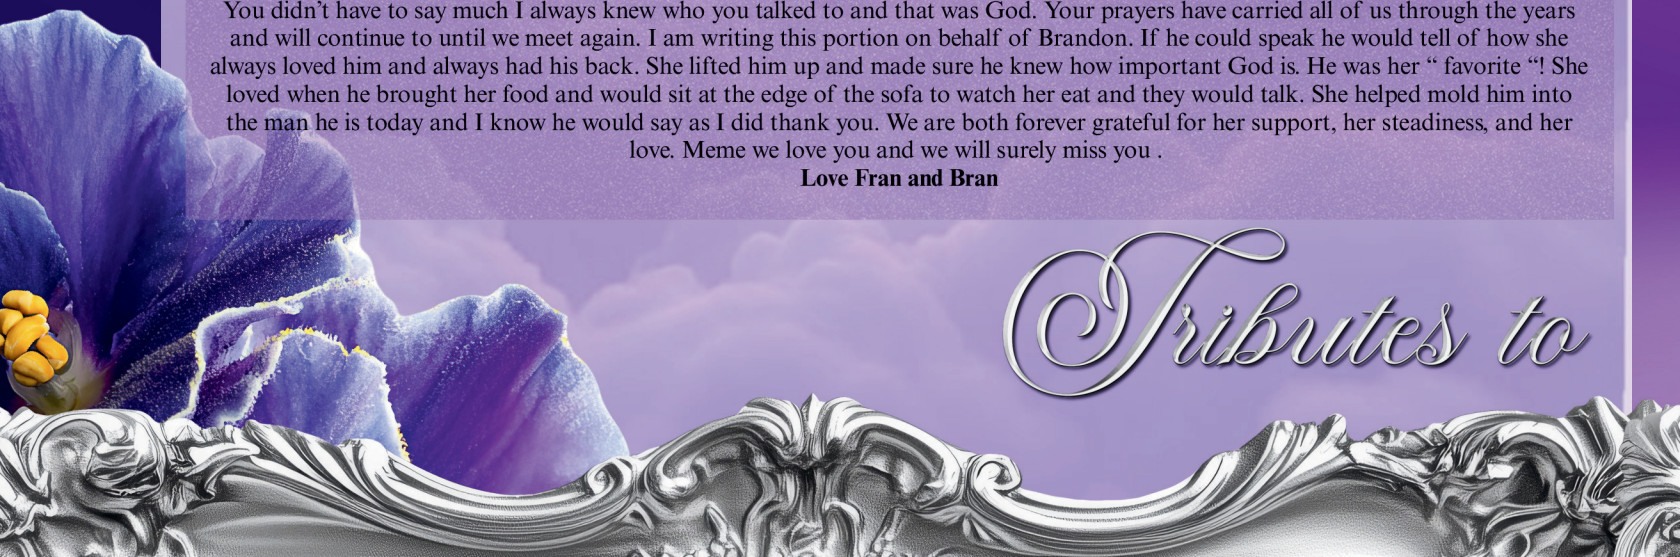 You didn’t have to say much I always knew who you talked to and that was God. Your prayers have carried all of us through the years
and will continue to until we meet again. I am writing this portion on behalf of Brandon. If he could speak he would tell of how she
always loved him and always had his back. She lifted him up and made sure he knew how important God is. He was her “ favorite “! She
loved when he brought her food and would sit at the edge of the sofa to watch her eat and they would talk. She helped mold him into
the man he is today and I know he would say as I did thank you. We are both forever grateful for her support, her steadiness, and her
love. Meme we love you and we will surely miss you .
Love Fran and Bran
Tributes to